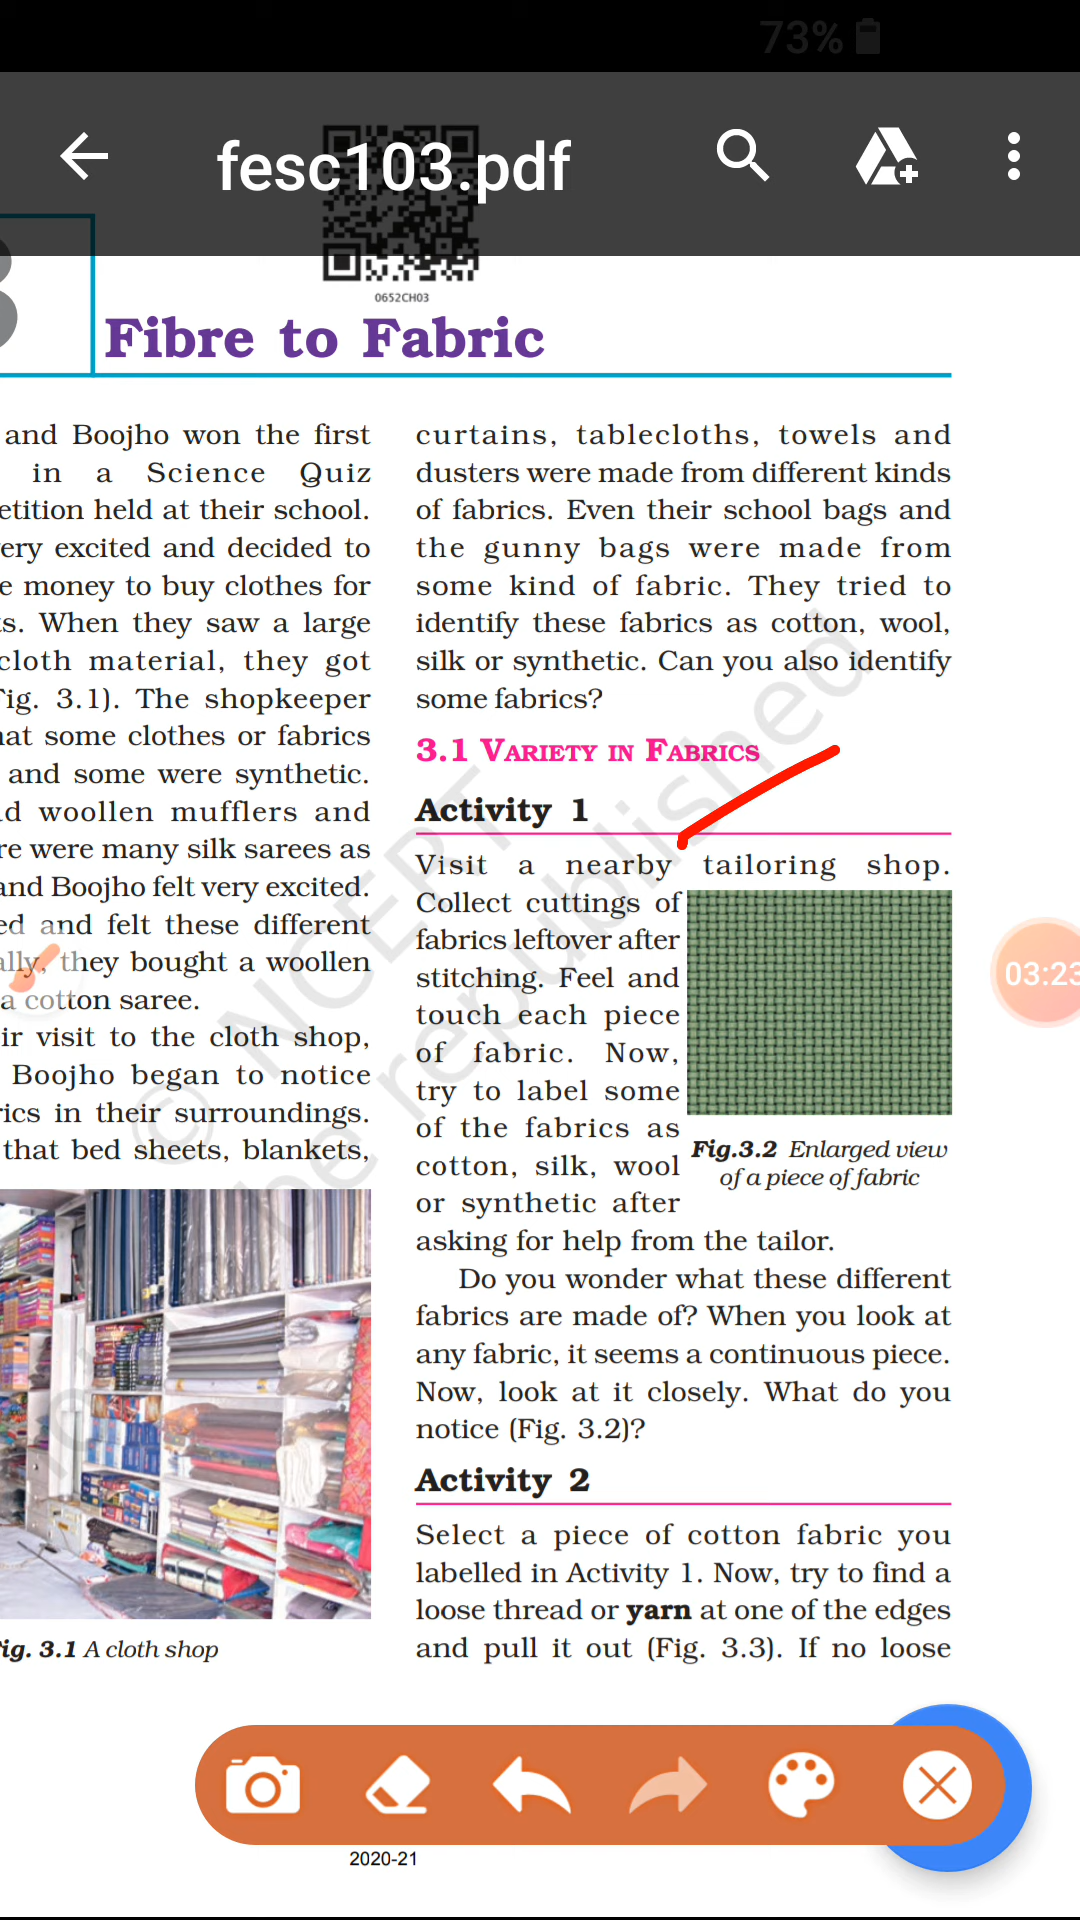 73%
fesc103.pdf
0652CH03
Fibre to Fabric
and Boojho won the first
in a Science Quiz
etition held at their school.
ery excited and decided to
e money to buy clothes for
s. When they saw a large
cloth material, they got
ig. 3.1). The shopkeeper
at some clothes or fabrics
and some were synthetic.
d woollen mufflers and
re were many silk sarees as
and Boojho felt very excited.
ed and felt these different
ally, they bought a woollen
a cotton saree.
ir visit to the cloth shop,
Boojho began to notice
rics in their surroundings.
that bed sheets, blankets,
ig. 3.1 A cloth shop
curtains, tablecloths, towels and
dusters were made from different kinds
of fabrics. Even their school bags and
the gunny bags were made from
some kind of fabric. They tried to
identify these fabrics as cotton, wool,
silk or synthetic. Can you also identify
some fabrics?
3.1 VARIETY IN FABRICS
Activity 1
Visit a nearby tailoring shop.
Collect cuttings of
fabrics leftover after
stitching. Feel and
touch each piece
of fabric. Now,
try to label some
of the fabrics as
cotton, silk, wool
or synthetic after
asking for help from the tailor.
Fig.3.2 Enlarged view
of a piece of fabric
Do you wonder what these different
fabrics are made of? When you look at
any fabric, it seems a continuous piece.
Now, look at it closely. What do you
notice (Fig. 3.2)?
Activity 2
Select a piece of cotton fabric you
labelled in Activity 1. Now, try to find a
loose thread or yarn at one of the edges
and pull it out (Fig. 3.3). If no loose
03:23
© NCERT
be republished
2020-21